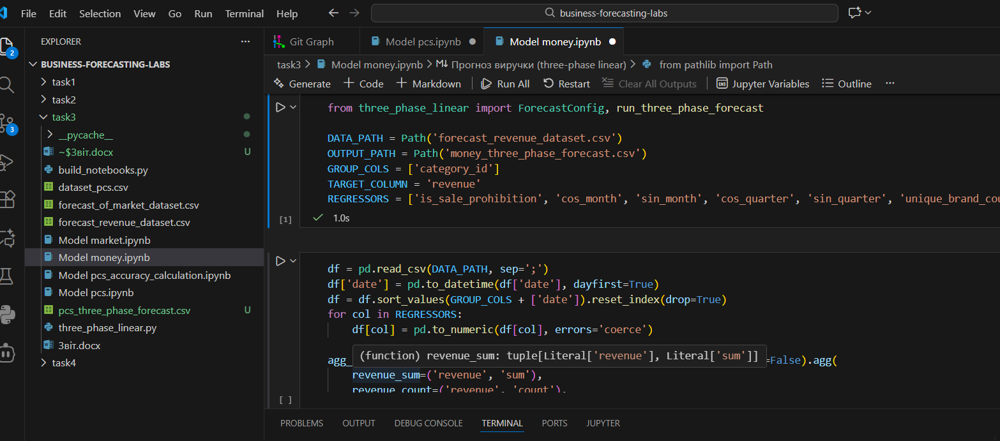 File Edit Selection View Go Run Terminal Help
business-forecasting-labs
EXPLORER
BUSINESS-FORECASTING-LABS
task1
task2
task3
__pycache__
~$Звіт.docx U
build_notebooks.py
dataset_pcs.csv
forecast_of_market_dataset.csv
forecast_revenue_dataset.csv
Model market.ipynb
Model money.ipynb
Model pcs_accuracy_calculation.ipynb
Model pcs.ipynb
pcs_three_phase_forecast.csv U
three_phase_linear.py
Звіт.docx
task4
2
3
Git Graph Model pcs.ipynb Model money.ipynb
task3 > Model money.ipynb > M↓ Прогноз виручки (three-phase linear) > from pathlib import Path
Generate + Code + Markdown Run All Restart Clear All Outputs Jupyter Variables Outline ...
from three_phase_linear import ForecastConfig, run_three_phase_forecast
DATA_PATH = Path('forecast_revenue_dataset.csv')
OUTPUT_PATH = Path('money_three_phase_forecast.csv')
GROUP_COLS = ['category_id']
TARGET_COLUMN = 'revenue'
REGRESSORS = ['is_sale_prohibition', 'cos_month', 'sin_month', 'cos_quarter', 'sin_quarter', 'unique_brand_cou
[1] 1.0s
df = pd.read_csv(DATA_PATH, sep=';')
df['date'] = pd.to_datetime(df['date'], dayfirst=True)
df = df.sort_values(GROUP_COLS + ['date']).reset_index(drop=True)
for col in REGRESSORS:
df[col] = pd.to_numeric(df[col], errors='coerce')
(function) revenue_sum: tuple[Literal['revenue'], Literal['sum']]
agg_ =False).agg(
revenue_sum=('revenue', 'sum'),
revenue_count=('revenue', 'count').
[ ]
PROBLEMS OUTPUT DEBUG CONSOLE TERMINAL PORTS JUPYTER